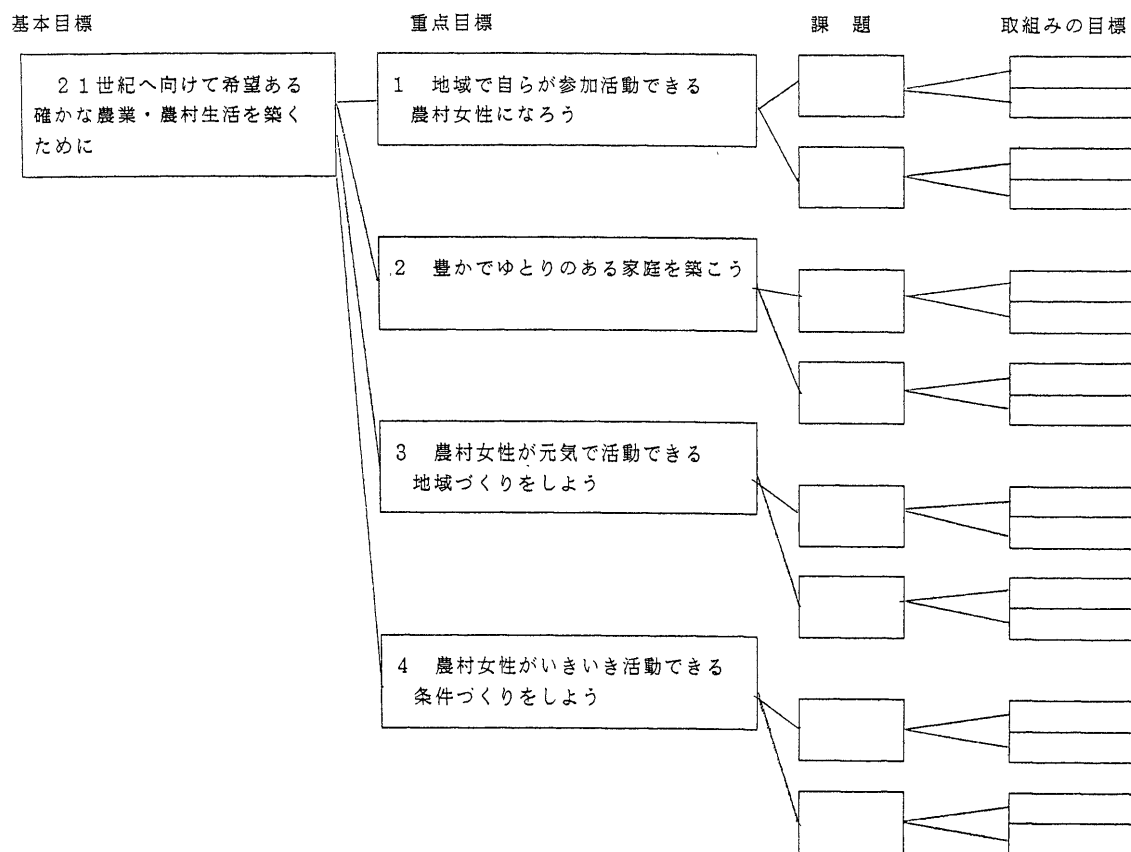 基本目標
重点目標
課 題
取組みの目標
21世紀へ向けて希望ある
確かな農業・農村生活を築く
ために
1 地域で自らが参加活動できる
農村女性になろう
2 豊かでゆとりのある家庭を築こう
3 農村女性が元気で活動できる
地域づくりをしよう
4 農村女性がいきいき活動できる
条件づくりをしよう